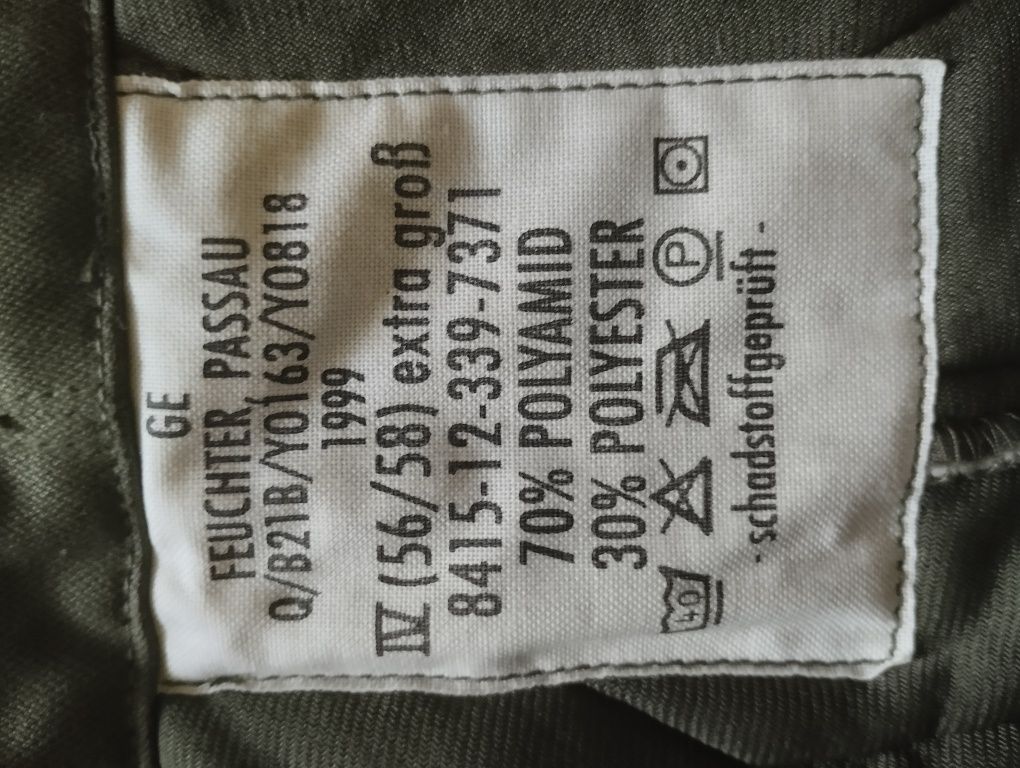 GE
FEUCHTER, PASSAU
Q/B21B/Y0163/Y0818
1999
IV (56/58) extra groß
8415-12-339-7371
70% POLYAMID
30% POLYESTER
40 P
- schadstoffgeprüft -